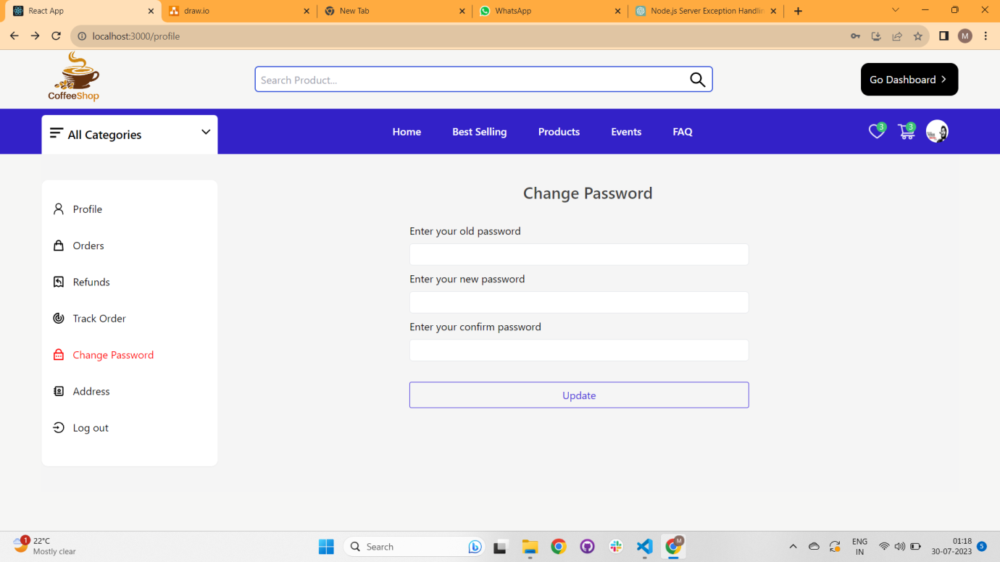 React App
draw.io
New Tab
WhatsApp
Node.js Server Exception Handlin
localhost:3000/profile
M
CoffeeShop
Search Product...
Go Dashboard
All Categories
Home
Best Selling
Products
Events
FAQ
3
3
Profile
Orders
Refunds
Track Order
Change Password
Address
Log out
Change Password
Enter your old password
Enter your new password
Enter your confirm password
Update
1
22°C
Mostly clear
Search
M
ENG
IN
01:18
30-07-2023
5